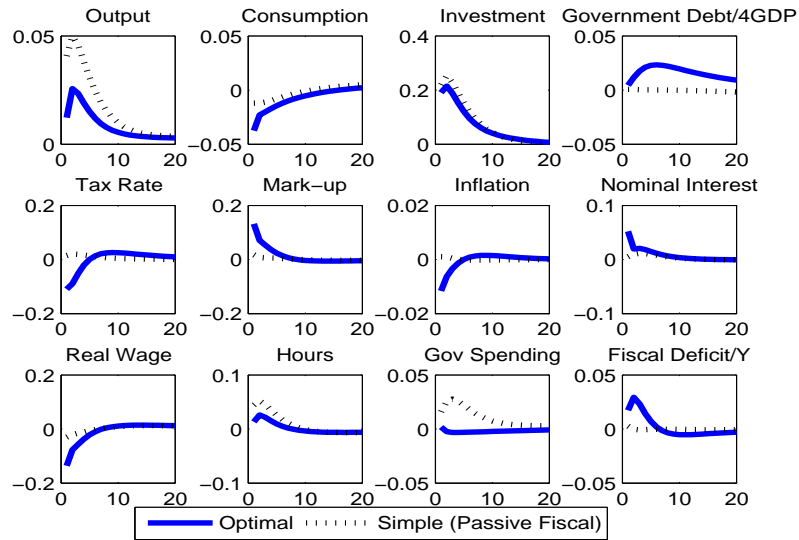 Output Consumption Investment Government Debt/4GDP
0.05 0.05 0.4 0.05
0 0.2 0
0 −0.05 0 −0.05
0 10 20 0 10 20 0 10 20 0 10 20
Tax Rate Mark−up Inflation Nominal Interest
0.2 0.2 0.02 0.1
0 0 0 0
−0.2 −0.2 −0.02 −0.1
0 10 20 0 10 20 0 10 20 0 10 20
Real Wage Hours Gov Spending Fiscal Deficit/Y
0.2 0.1 0.05 0.05
0 0 0 0
−0.2 −0.1 −0.05 −0.05
0 10 20 0 10 20 0 10 20 0 10 20
Optimal Simple (Passive Fiscal)